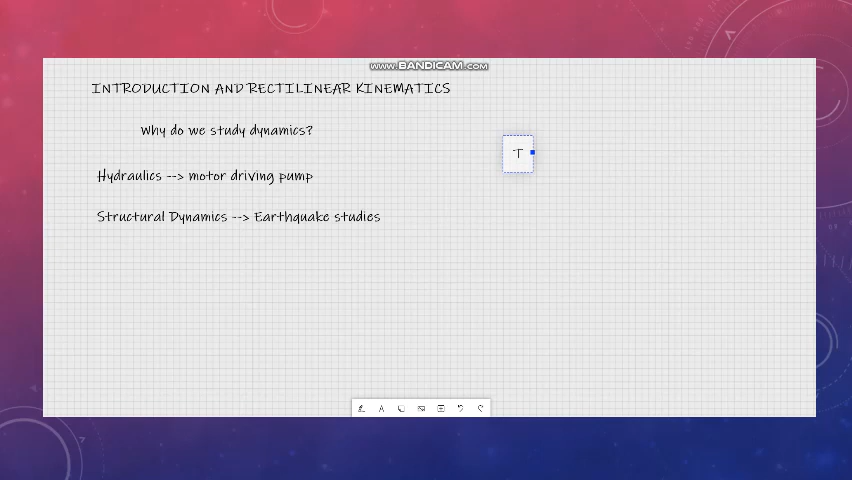 www.BANDICAM.com
INTRODUCTION AND RECTILINEAR KINEMATICS
Why do we study dynamics?
T
Hydraulics --> motor driving pump
Structural Dynamics --> Earthquake studies
A